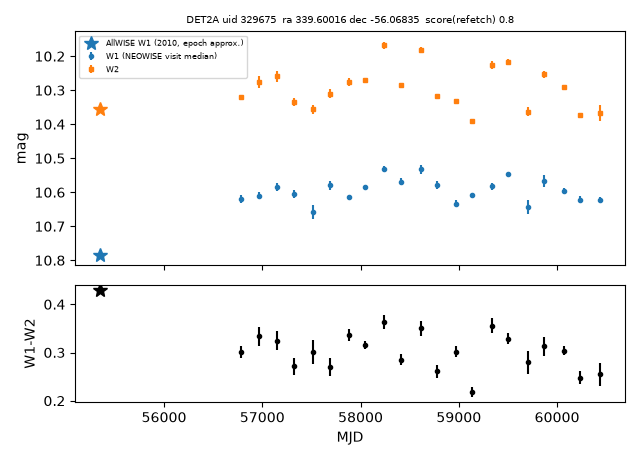 DET2A uid 329675  ra 339.60016 dec -56.06835  score(refetch) 0.8
AllWISE W1 (2010, epoch approx.)
W1 (NEOWISE visit median)
W2
10.2
10.3
10.4
10.5
10.6
10.7
10.8
mag
0.4
0.3
0.2
W1-W2
56000
57000
58000
59000
60000
MJD